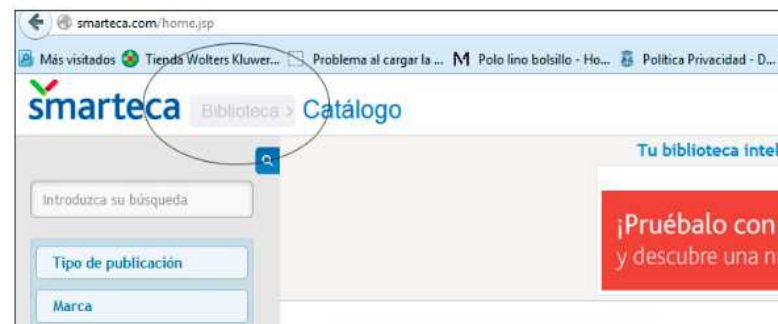 smarteca.com/home.jsp
Más visitados Tienda Wolters Kluwer... Problema al cargar la ... M Polo lino bolsillo - Ho... Política Privacidad - D...
smarteca Biblioteca > Catálogo
Tu biblioteca intel
Introduzca su búsqueda
¡Pruébalo con
y descubre una n
Tipo de publicación
Marca